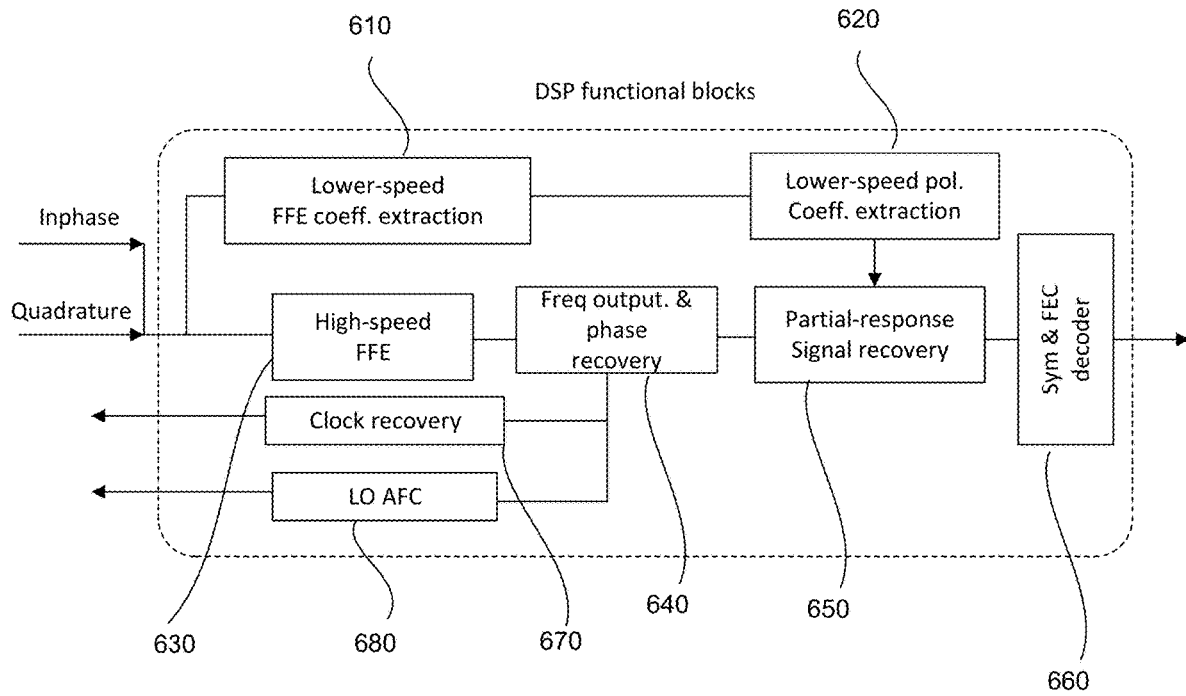 610
620
DSP functional blocks
Lower-speed
FFE coeff. extraction
Lower-speed pol.
Coeff. extraction
Inphase
Quadrature
High-speed
FFE
Freq output. &
phase
recovery
Partial-response
Signal recovery
Sym & FEC
decoder
Clock recovery
LO AFC
630
680
670
640
650
660